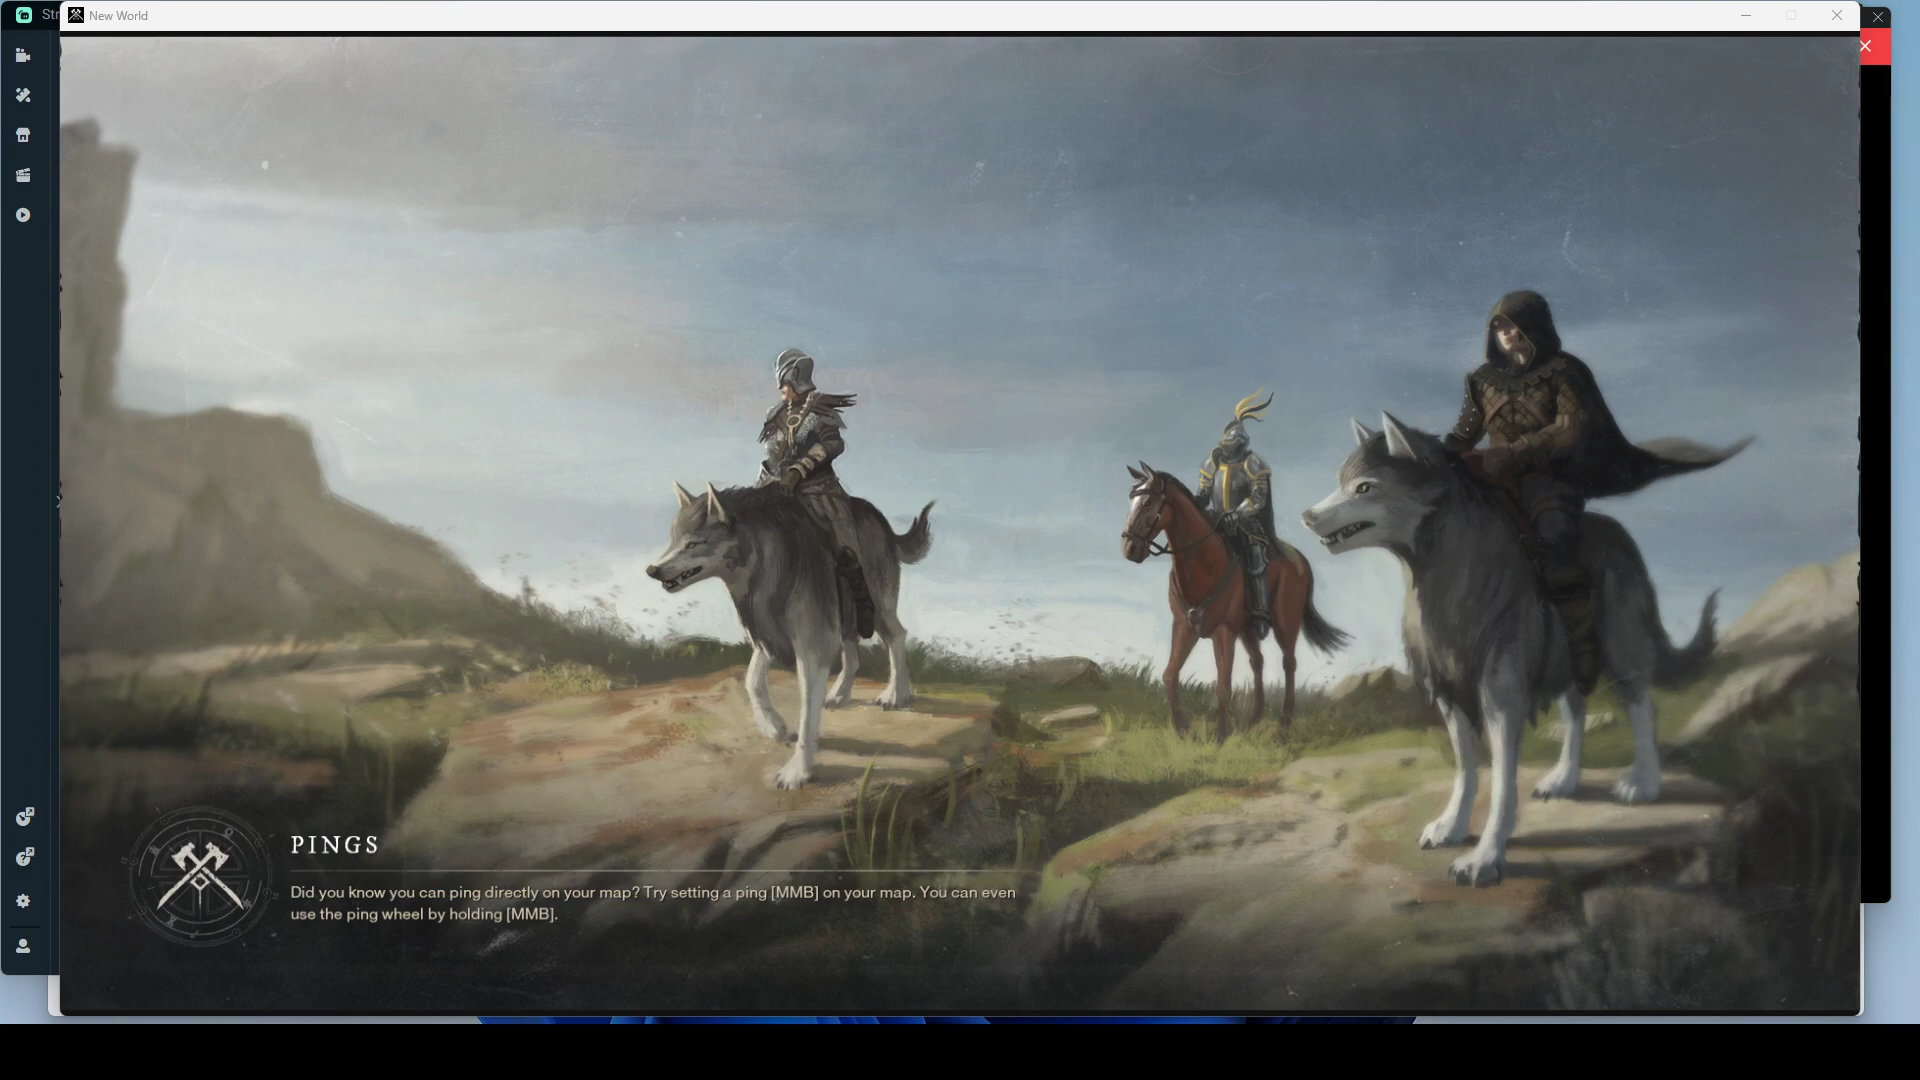 Str
New World
PINGS
Did you know you can ping directly on your map? Try setting a ping [MMB] on your map. You can even
use the ping wheel by holding [MMB].